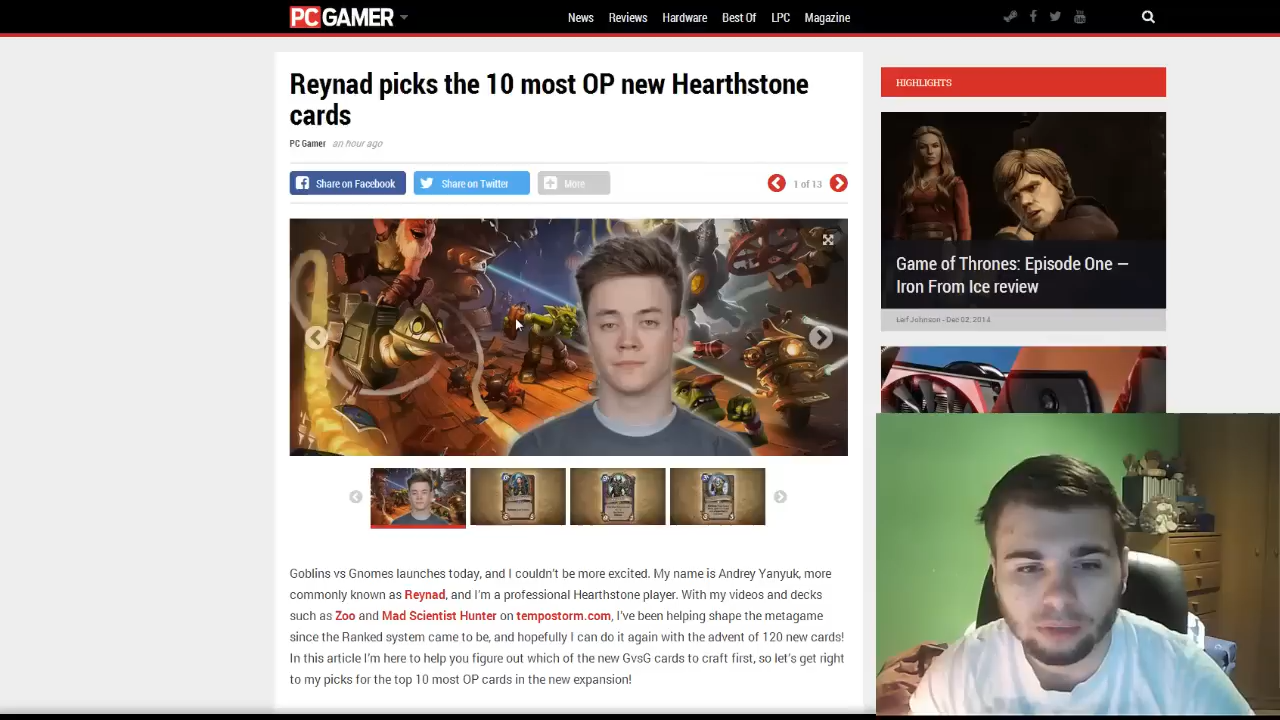 PC GAMER
News Reviews Hardware Best Of LPC Magazine
Reynad picks the 10 most OP new Hearthstone
cards
PC Gamer an hour ago
Share on Facebook Share on Twitter More 1 of 13
Goblins vs Gnomes launches today, and I couldn't be more excited. My name is Andrey Yanyuk, more
commonly known as Reynad, and I'm a professional Hearthstone player. With my videos and decks
such as Zoo and Mad Scientist Hunter on tempostorm.com, I've been helping shape the metagame
since the Ranked system came to be, and hopefully I can do it again with the advent of 120 new cards!
In this article I'm here to help you figure out which of the new GvsG cards to craft first, so let's get right
to my picks for the top 10 most OP cards in the new expansion!
HIGHLIGHTS
Game of Thrones: Episode One —
Iron From Ice review
Leif Johnson - Dec 02, 2014